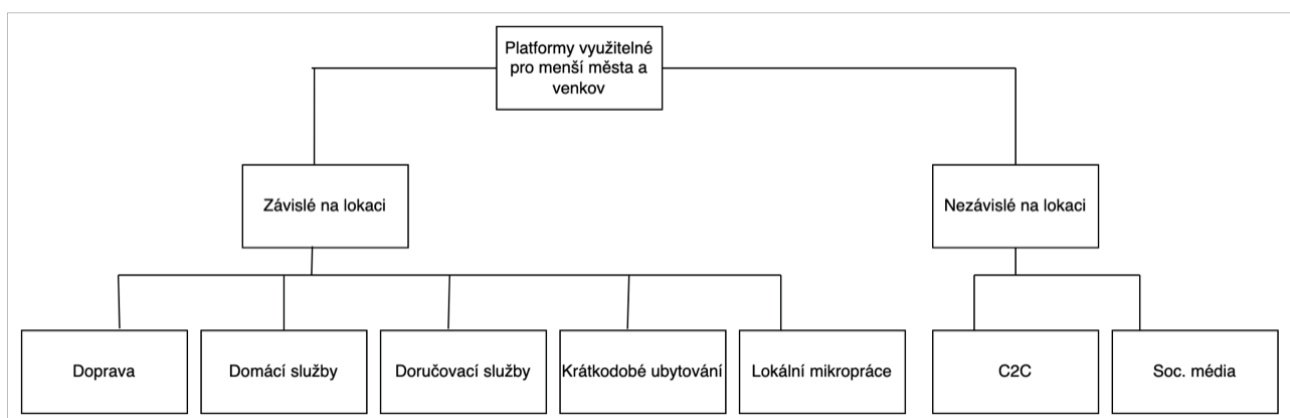 Platformy využitelné
pro menší města a
venkov
Závislé na lokaci
Nezávislé na lokaci
Doprava
Domácí služby
Doručovací služby
Krátkodobé ubytování
Lokální mikropráce
C2C
Soc. média